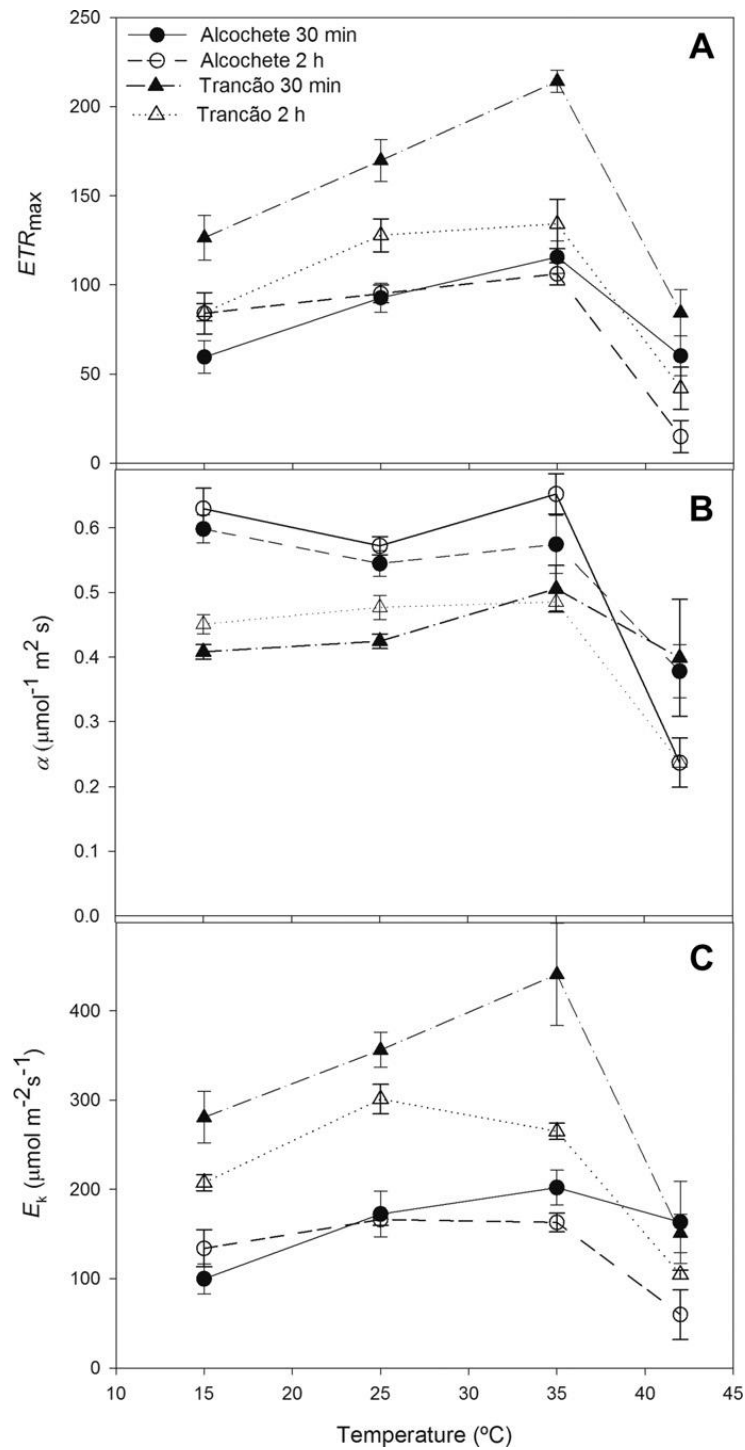 250
A
Alcochete 30 min
Alcochete 2 h
Trancão 30 min
Trancão 2 h
200
150
100
50
0
ETRmax
B
0.6
0.5
0.4
0.3
0.2
0.1
0.0
α (μmol⁻¹ m² s)
C
400
300
200
100
0
Eₖ (μmol m⁻²s⁻¹)
10 15 20 25 30 35 40 45
Temperature (ºC)